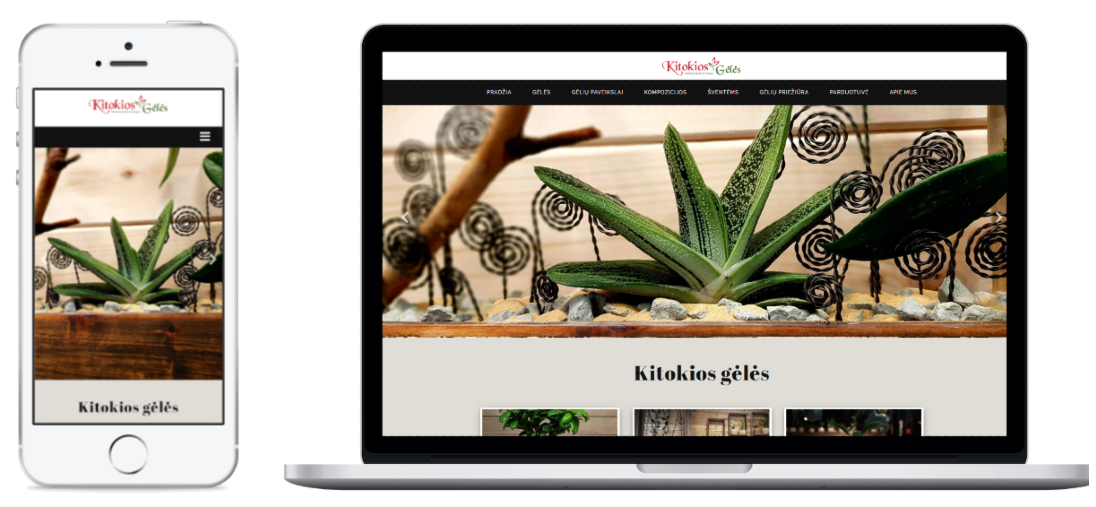 Kitokios Gėlės
Kitokios gėlės
Kitokios Gėlės
PRADŽIA GĖLĖS GĖLIŲ PAVEIKSLAI KOMPOZICIJOS ŠVENTĖMS GĖLIŲ PRIEŽIŪRA PARDUOTUVĖ APIE MUS
Kitokios gėlės